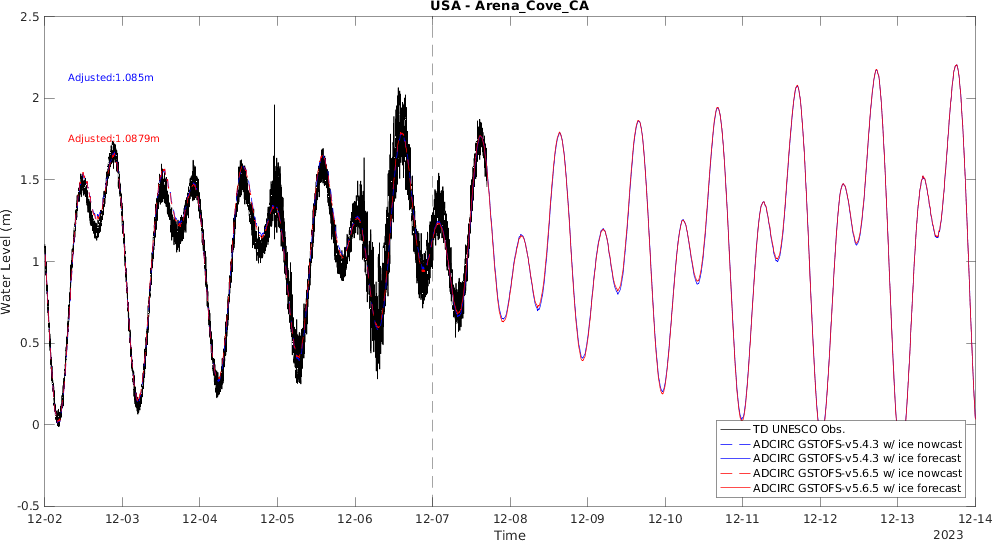 USA - Arena_Cove_CA
2.5
2
1.5
1
0.5
0
-0.5
Water Level (m)
Adjusted:1.085m
Adjusted:1.0879m
TD UNESCO Obs.
ADCIRC GSTOFS-v5.4.3 w/ ice nowcast
ADCIRC GSTOFS-v5.4.3 w/ ice forecast
ADCIRC GSTOFS-v5.6.5 w/ ice nowcast
ADCIRC GSTOFS-v5.6.5 w/ ice forecast
12-02 12-03 12-04 12-05 12-06 12-07 12-08 12-09 12-10 12-11 12-12 12-13 12-14
Time
2023